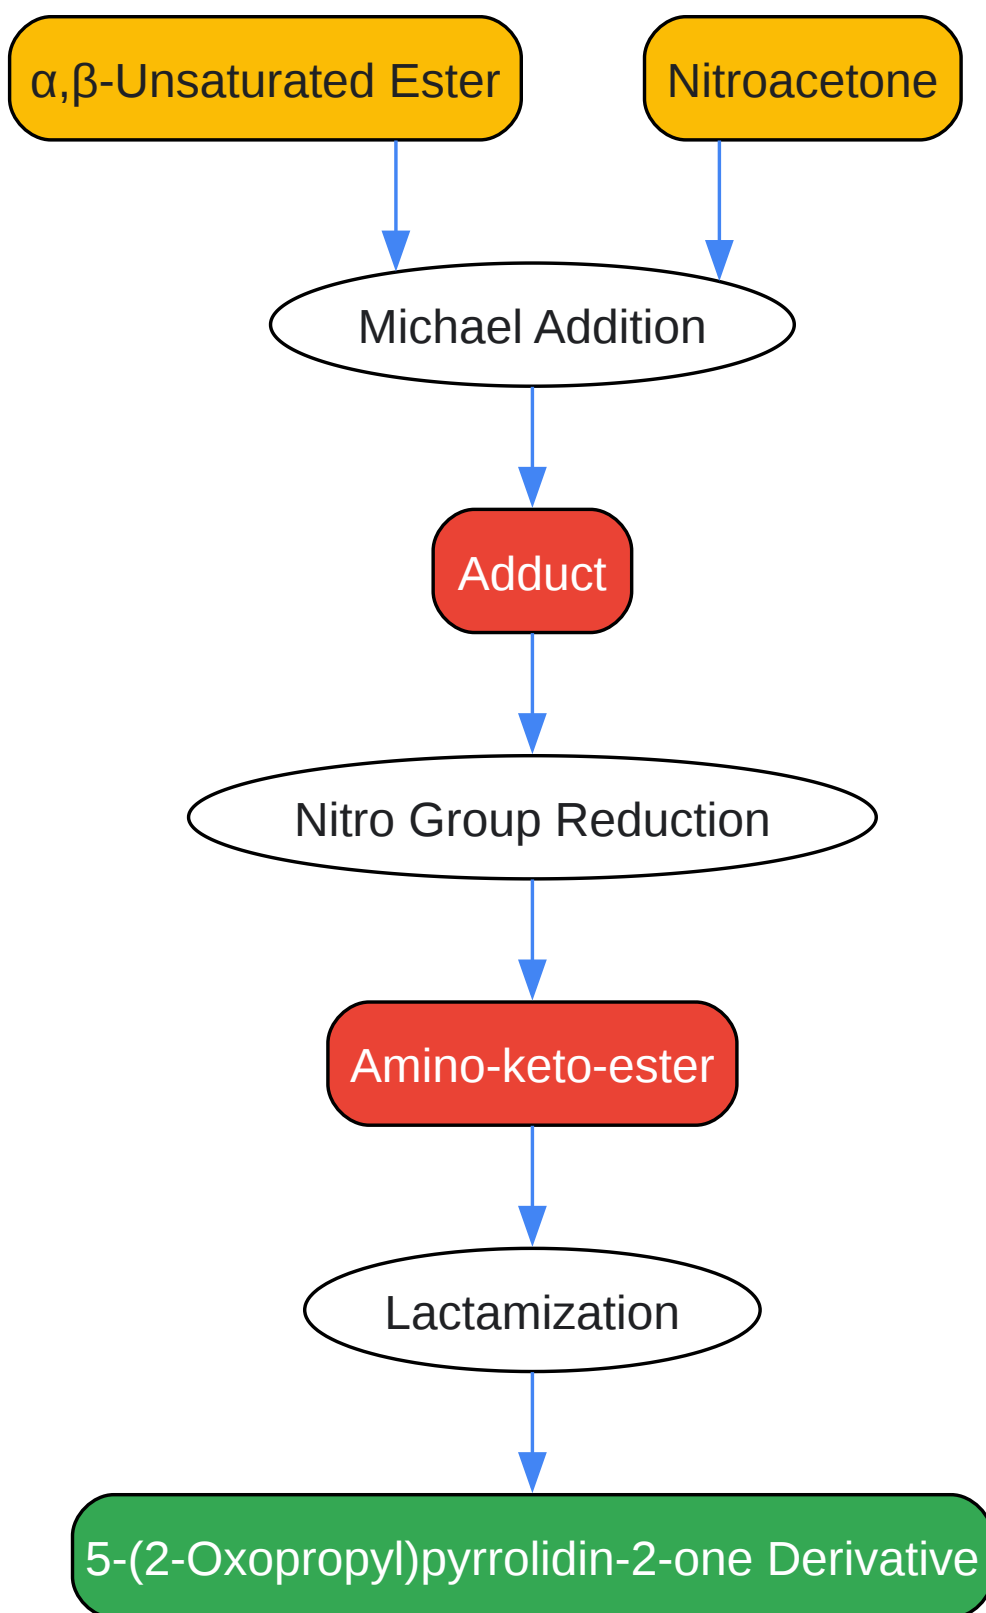 α,β-Unsaturated Ester
Nitroacetone
Michael Addition
Adduct
Nitro Group Reduction
Amino-keto-ester
Lactamization
5-(2-Oxopropyl)pyrrolidin-2-one Derivative